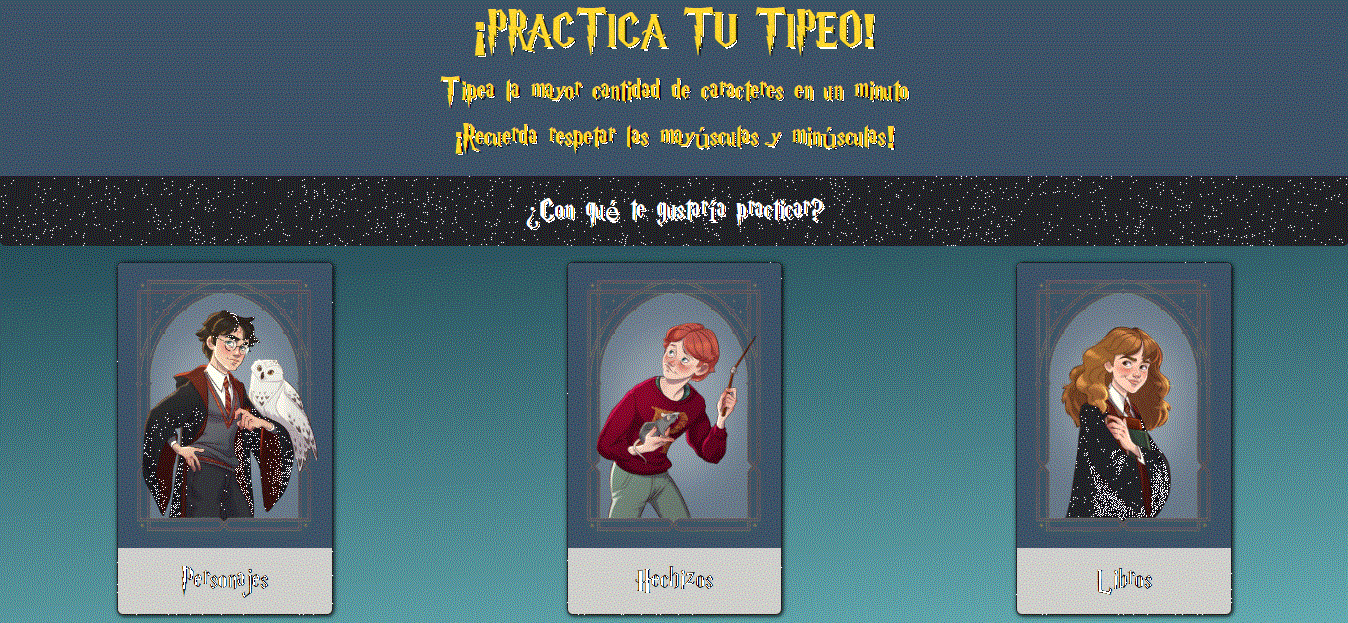 ¡PRACTICA TU TIPEO!
Tipea la mayor cantidad de caracteres en un minuto
¡Recuerda respetar las mayúsculas y minúsculas!
¿Con qué te gustaría practicar?
Personajes
Hechizos
Libros